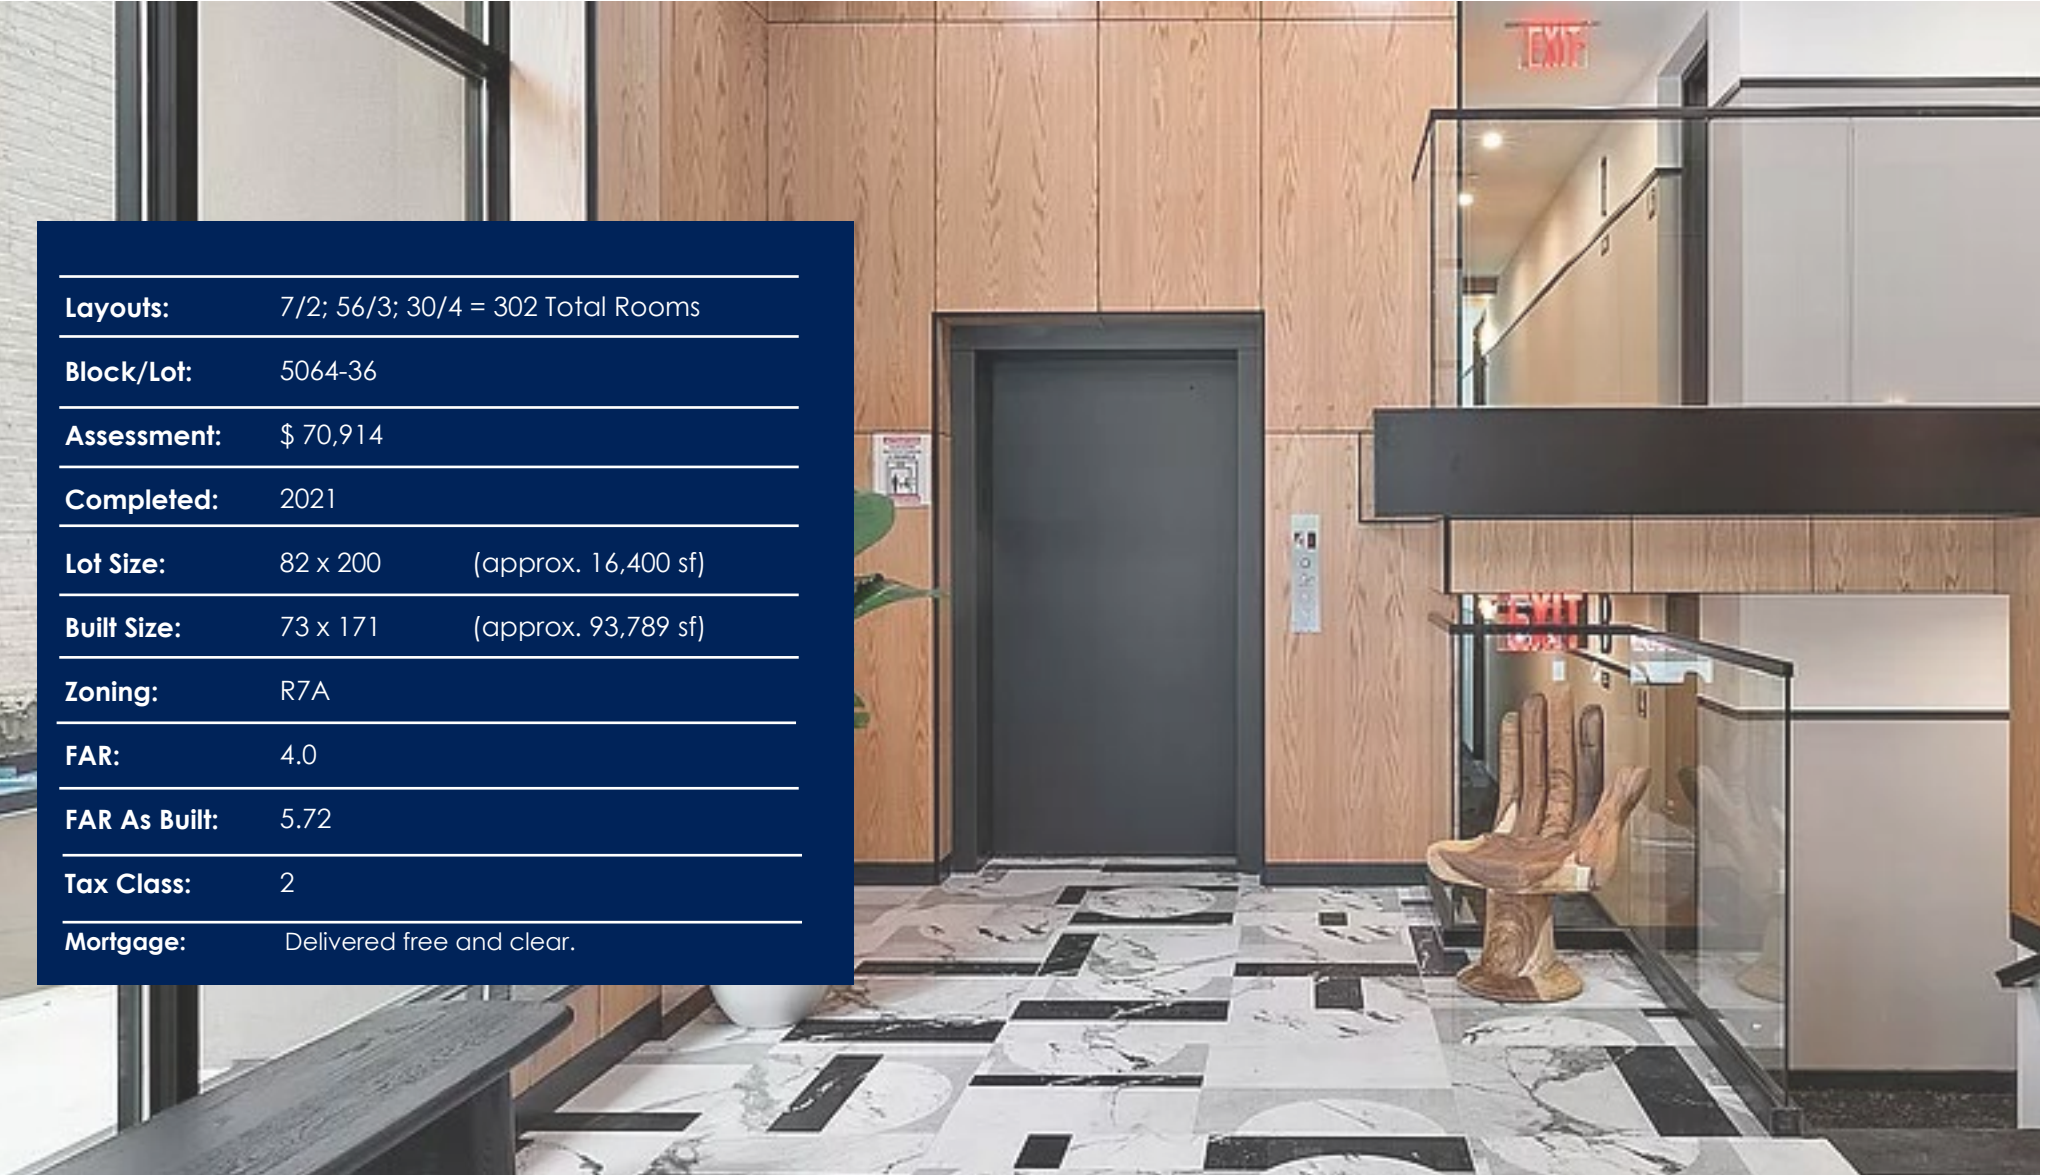 Layouts: 7/2; 56/3; 30/4 = 302 Total Rooms
Block/Lot: 5064-36
Assessment: $ 70,914
Completed: 2021
Lot Size: 82 x 200 (approx. 16,400 sf)
Built Size: 73 x 171 (approx. 93,789 sf)
Zoning: R7A
FAR: 4.0
FAR As Built: 5.72
Tax Class: 2
Mortgage: Delivered free and clear.
EXIT
EXIT